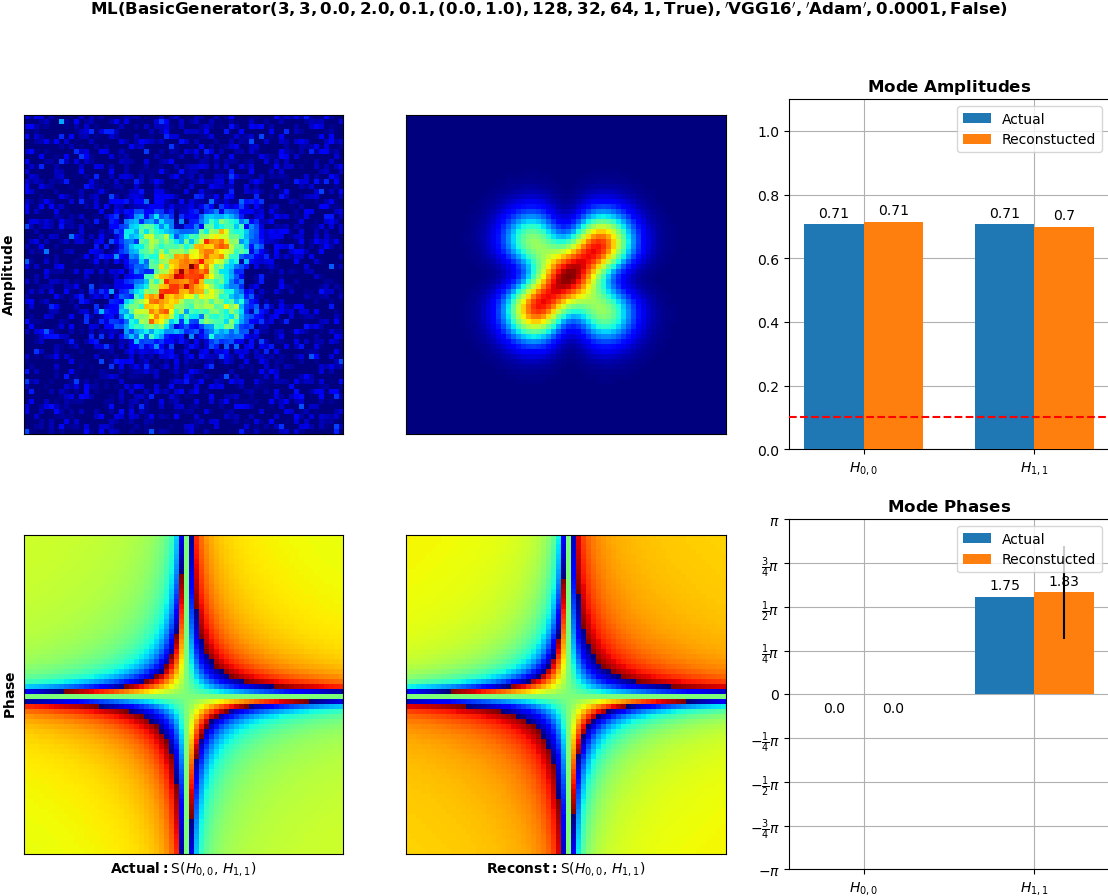 ML(BasicGenerator(3, 3, 0.0, 2.0, 0.1, (0.0, 1.0), 128, 32, 64, 1, True), ′VGG16′, ′Adam′, 0.0001, False)
Amplitude
Mode Amplitudes
Actual
Reconstucted
1.0
0.8
0.6
0.4
0.2
0.0
0.71
0.71
0.71
0.7
H0,0
H1,1
Phase
Actual: S(H0,0, H1,1)
Reconst: S(H0,0, H1,1)
Mode Phases
Actual
Reconstucted
π
3/4π
1/2π
1/4π
0
−1/4π
−1/2π
−3/4π
−π
0.0
0.0
1.75
1.83
H0,0
H1,1